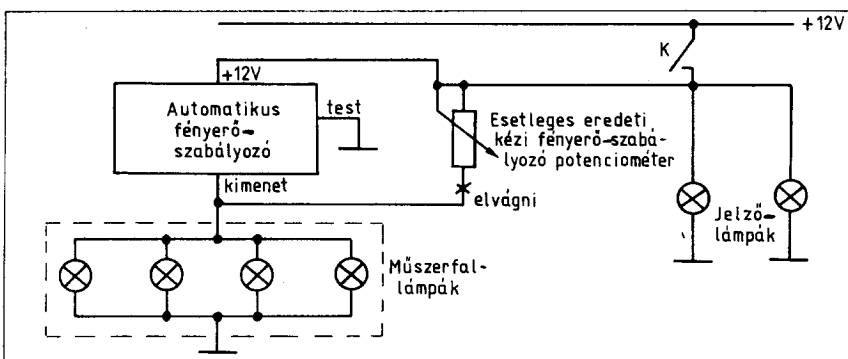 +12V
K
+12V
Automatikus
fényerő-
szabályozó
test
kimenet
Esetleges eredeti
kézi fényerő-szabá-
lyozó potenciométer
elvágni
Jelző-
lámpák
Műszerfal-
lámpák